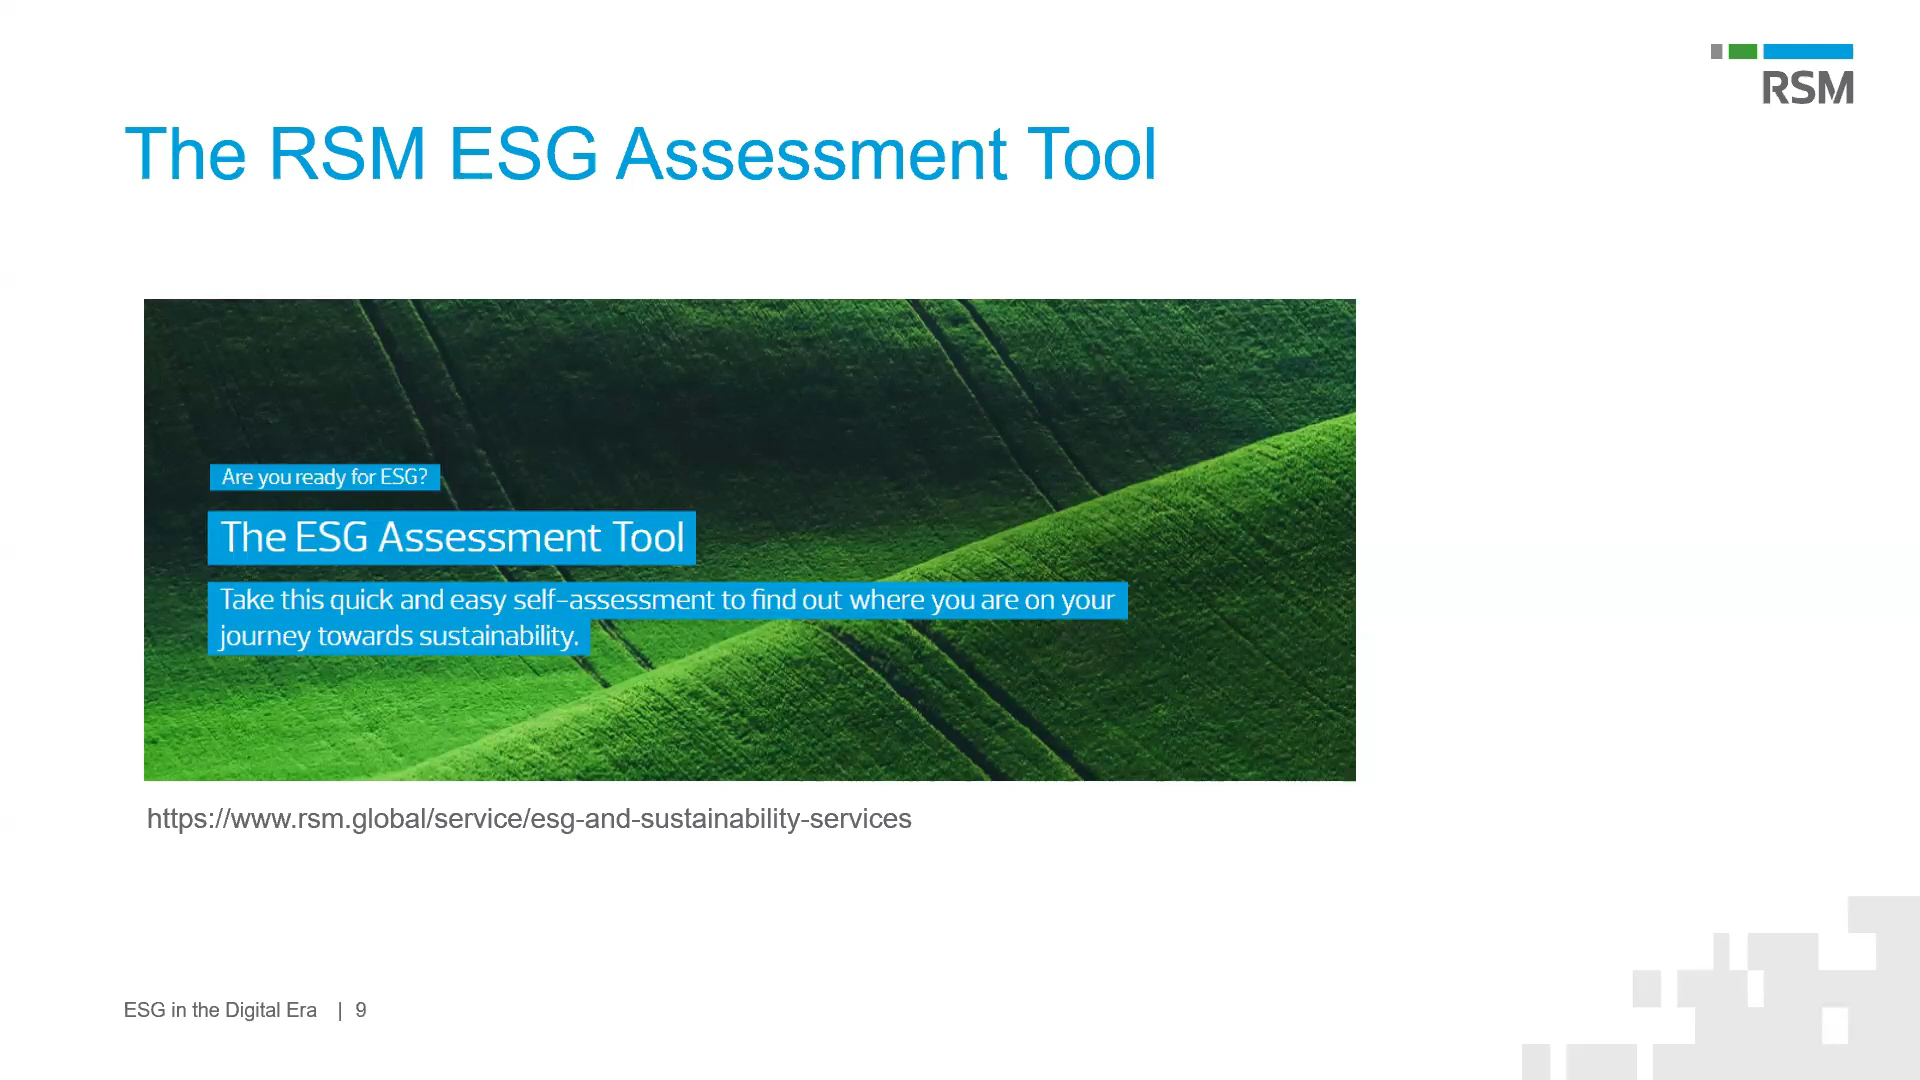 RSM
The RSM ESG Assessment Tool
Are you ready for ESG?
The ESG Assessment Tool
Take this quick and easy self-assessment to find out where you are on your
journey towards sustainability.
https://www.rsm.global/service/esg-and-sustainability-services
ESG in the Digital Era | 9